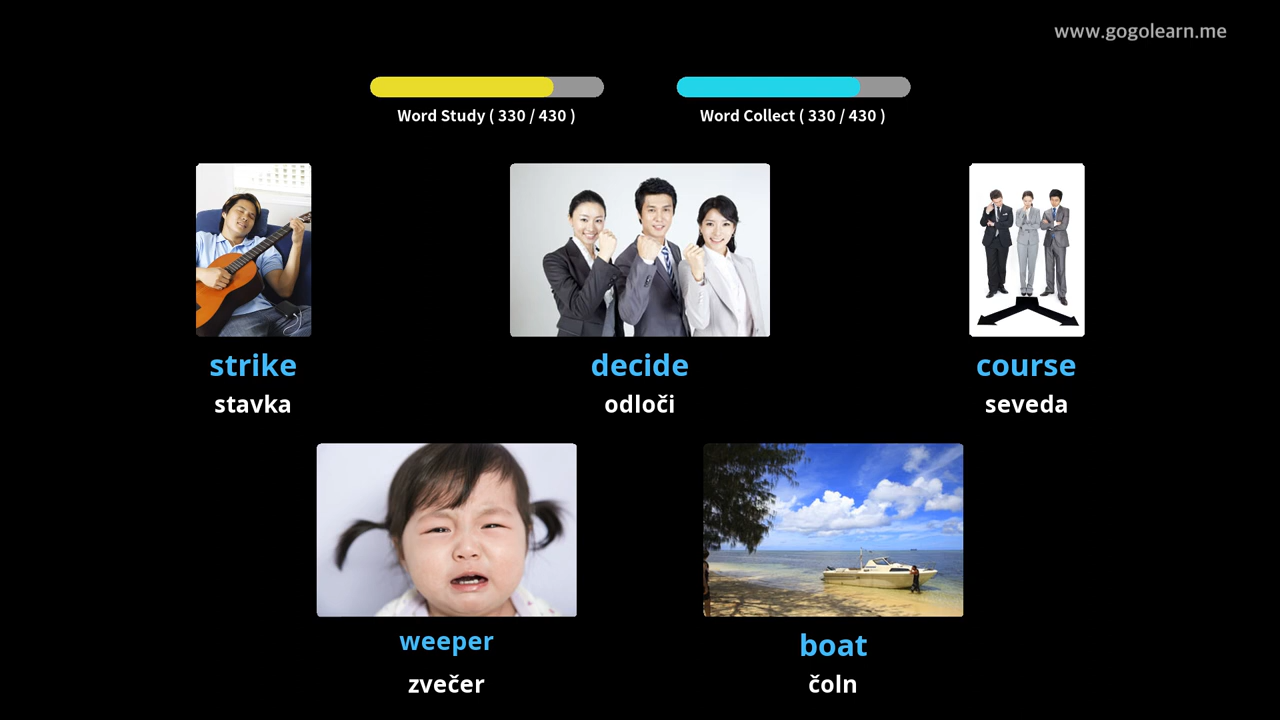 www.gogolearn.me
Word Study ( 330 / 430 )
Word Collect ( 330 / 430 )
strike
stavka
decide
odloči
course
seveda
weeper
zvečer
boat
čoln